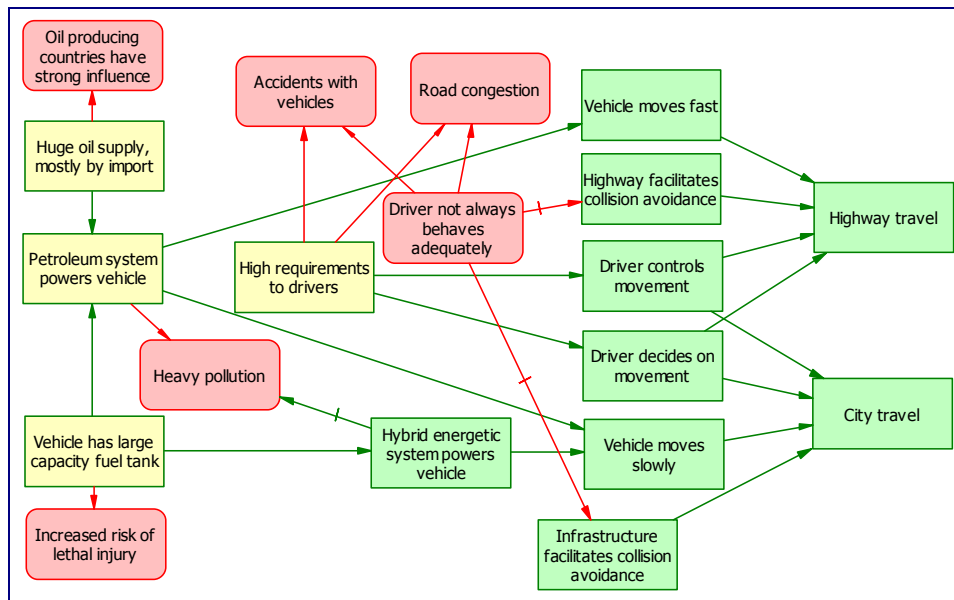 Oil producing
countries have
strong influence
Accidents with
vehicles
Road congestion
Vehicle moves fast
Huge oil supply,
mostly by import
Highway facilitates
collision avoidance
Highway travel
Driver not always
behaves
adequately
Petroleum system
powers vehicle
High requirements
to drivers
Driver controls
movement
Heavy pollution
Driver decides on
movement
City travel
Vehicle has large
capacity fuel tank
Hybrid energetic
system powers
vehicle
Vehicle moves
slowly
Increased risk of
lethal injury
Infrastructure
facilitates collision
avoidance